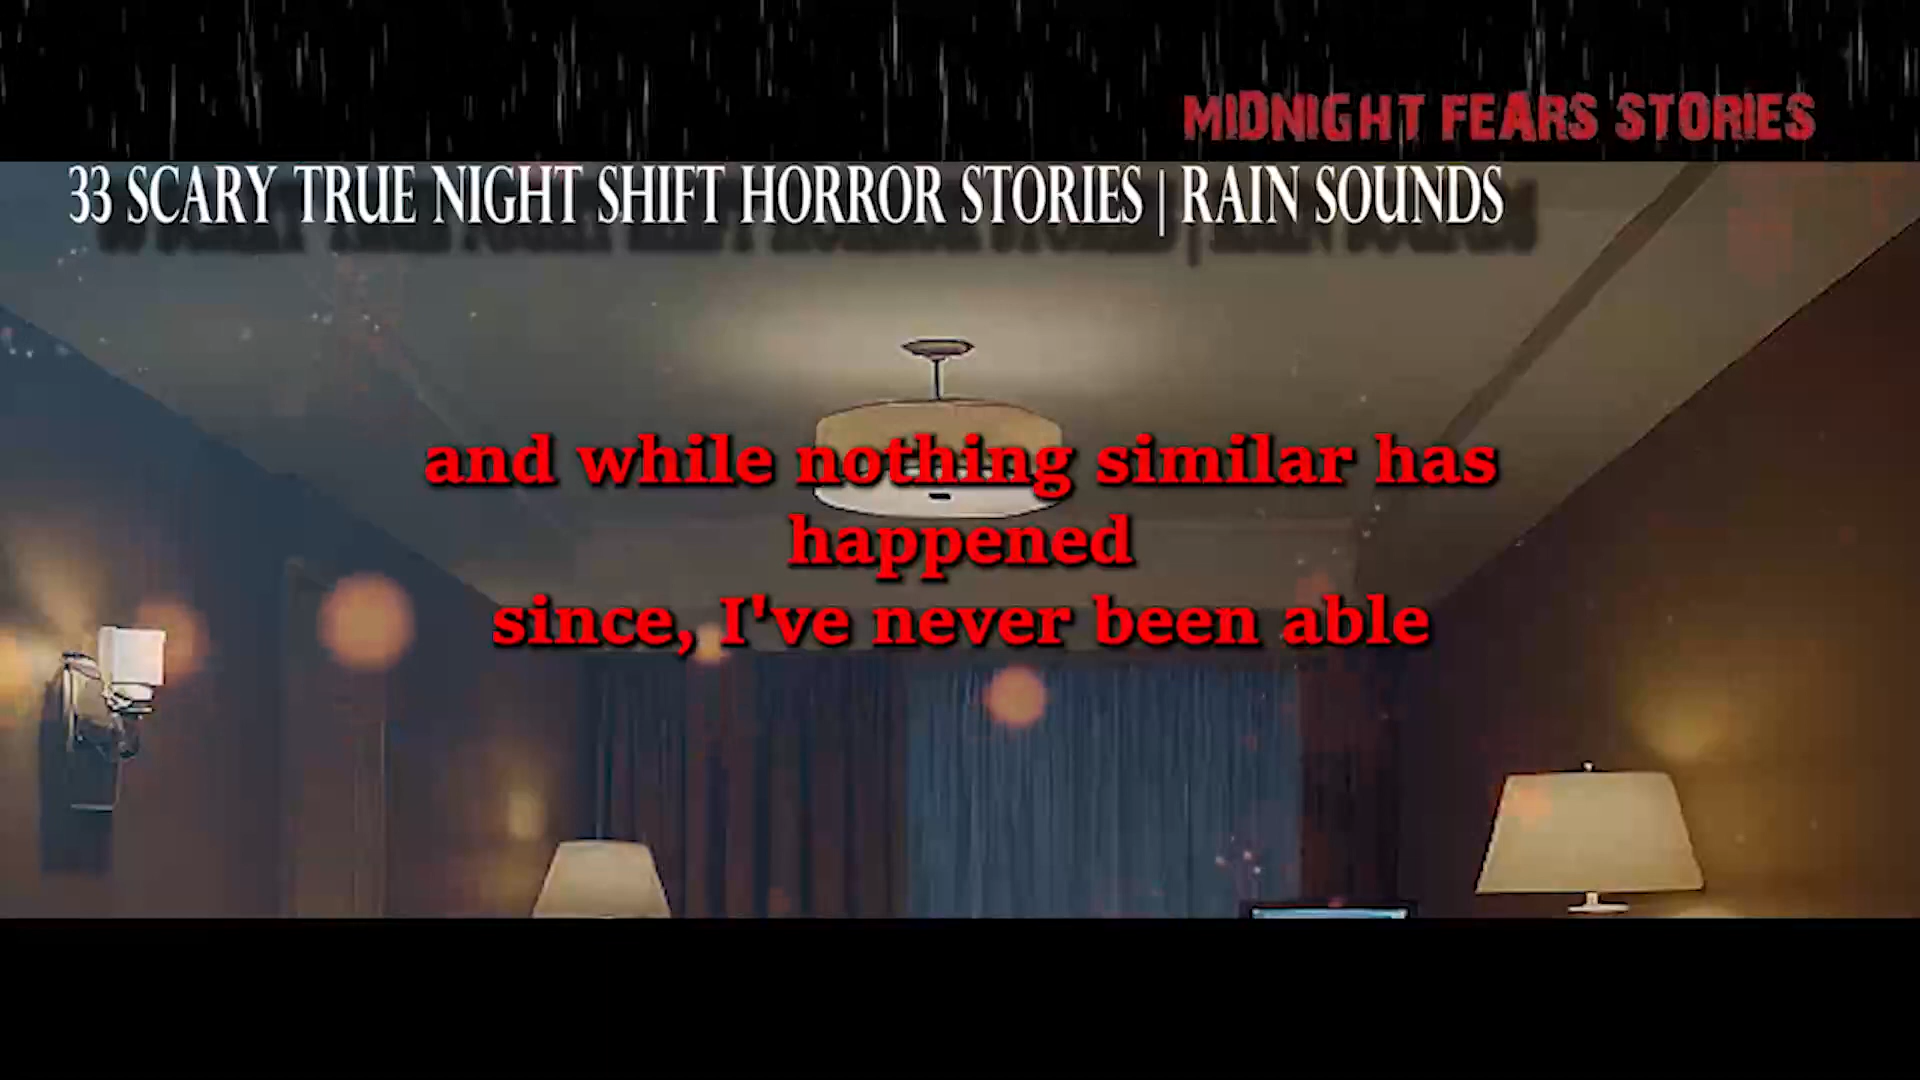 MIDNIGHT FEARS STORIES
33 SCARY TRUE NIGHT SHIFT HORROR STORIES | RAIN SOUNDS
and while nothing similar has
happened
since, I've never been able